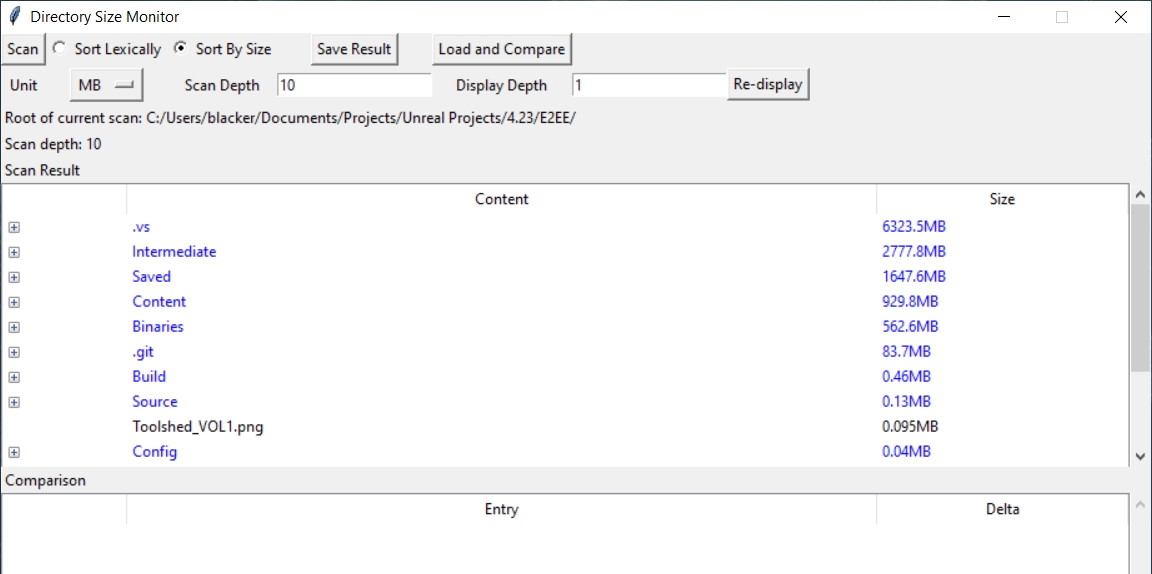 Directory Size Monitor
Scan Sort Lexically Sort By Size Save Result Load and Compare
Unit MB Scan Depth 10 Display Depth 1 Re-display
Root of current scan: C:/Users/blacker/Documents/Projects/Unreal Projects/4.23/E2EE/
Scan depth: 10
Scan Result
Content Size
.vs 6323.5MB
Intermediate 2777.8MB
Saved 1647.6MB
Content 929.8MB
Binaries 562.6MB
.git 83.7MB
Build 0.46MB
Source 0.13MB
Toolshed_VOL1.png 0.095MB
Config 0.04MB
Comparison
Entry Delta